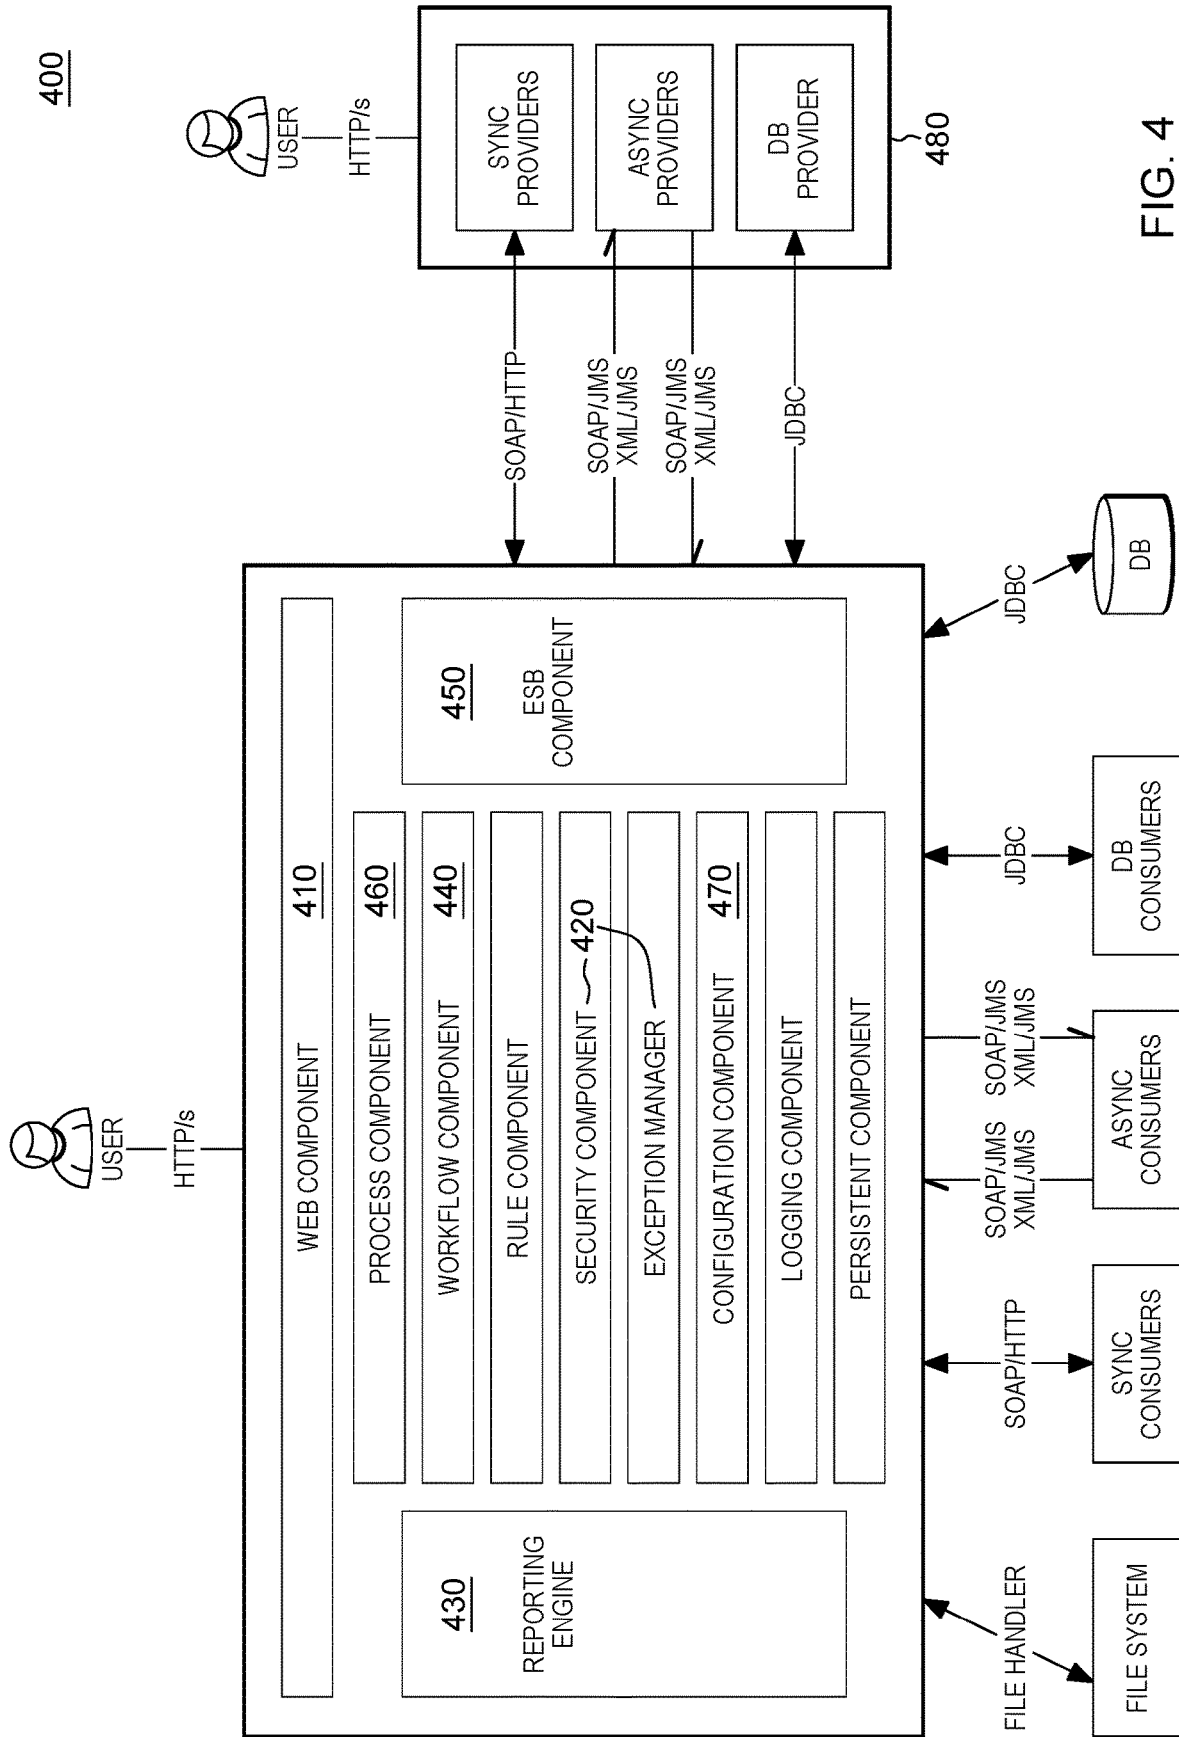 400
USER
HTTP/s
USER
HTTP/s
WEB COMPONENT 410
PROCESS COMPONENT 460
WORKFLOW COMPONENT 440
RULE COMPONENT
SECURITY COMPONENT 420
EXCEPTION MANAGER
CONFIGURATION COMPONENT 470
LOGGING COMPONENT
PERSISTENT COMPONENT
430
REPORTING
ENGINE
450
ESB
COMPONENT
SOAP/HTTP
SOAP/JMS
XML/JMS
SOAP/JMS
XML/JMS
JDBC
SYNC
PROVIDERS
ASYNC
PROVIDERS
DB
PROVIDER
480
FILE HANDLER
SOAP/HTTP
SOAP/JMS
XML/JMS
SOAP/JMS
XML/JMS
JDBC
JDBC
FILE SYSTEM
SYNC
CONSUMERS
ASYNC
CONSUMERS
DB
CONSUMERS
DB
FIG. 4